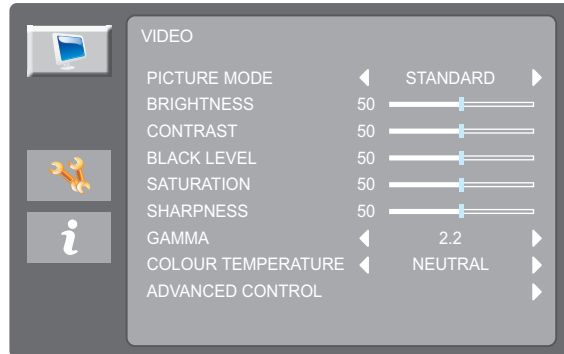 VIDEO
PICTURE MODE STANDARD
BRIGHTNESS 50
CONTRAST 50
BLACK LEVEL 50
SATURATION 50
SHARPNESS 50
GAMMA 2.2
COLOUR TEMPERATURE NEUTRAL
ADVANCED CONTROL
i